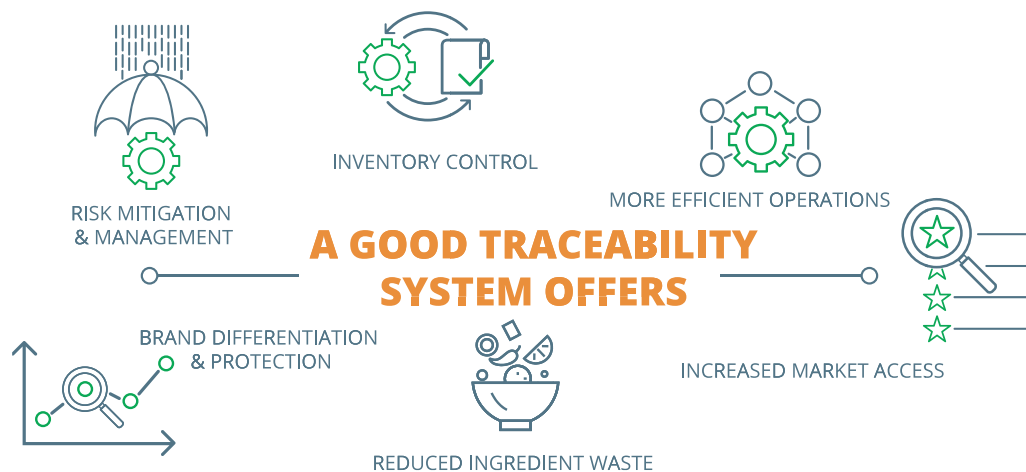 INVENTORY CONTROL
MORE EFFICIENT OPERATIONS
RISK MITIGATION
& MANAGEMENT
A GOOD TRACEABILITY
SYSTEM OFFERS
BRAND DIFFERENTIATION
& PROTECTION
INCREASED MARKET ACCESS
REDUCED INGREDIENT WASTE